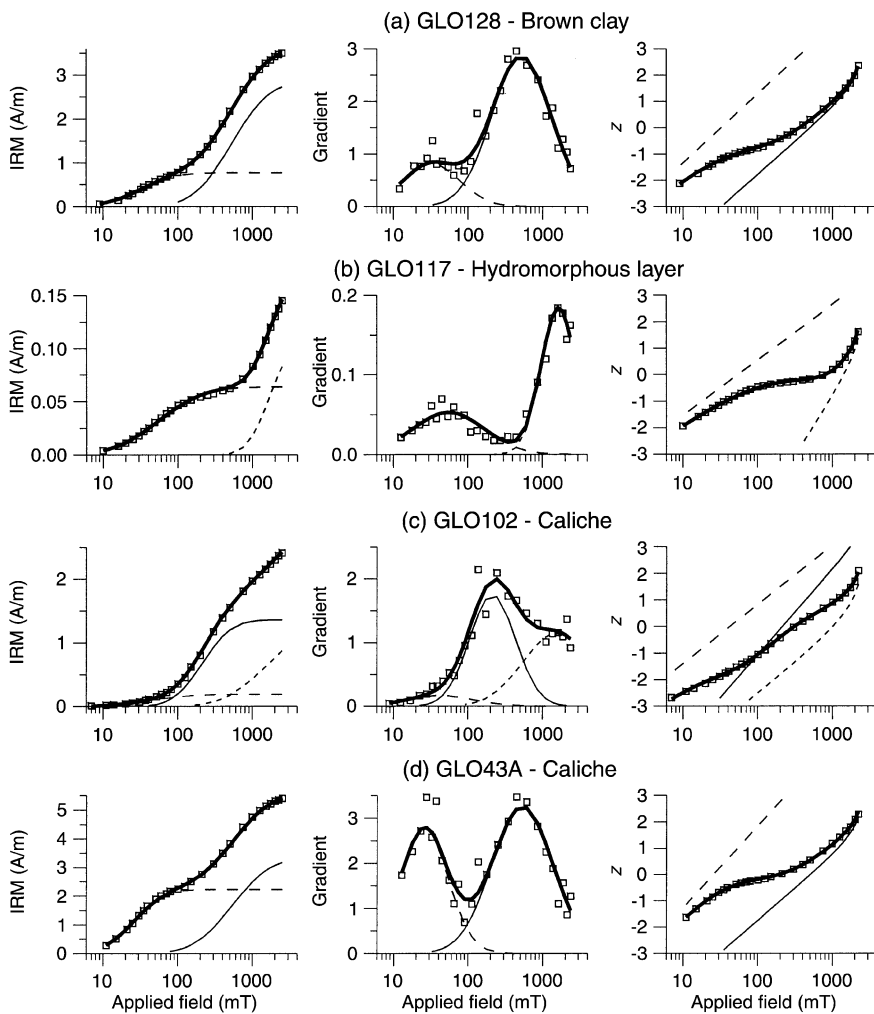 (a) GLO128 - Brown clay
IRM (A/m)
3
2
1
0
10 100 1000
Gradient
3
2
1
0
10 100 1000
z
3
2
1
0
-1
-2
-3
10 100 1000
(b) GLO117 - Hydromorphous layer
IRM (A/m)
0.15
0.10
0.05
0.00
10 100 1000
Gradient
0.2
0.1
0.0
10 100 1000
z
3
2
1
0
-1
-2
-3
10 100 1000
(c) GLO102 - Caliche
IRM (A/m)
2
1
0
10 100 1000
Gradient
2
1
0
10 100 1000
z
3
2
1
0
-1
-2
-3
10 100 1000
(d) GLO43A - Caliche
IRM (A/m)
5
4
3
2
1
0
10 100 1000
Applied field (mT)
Gradient
3
2
1
0
10 100 1000
Applied field (mT)
z
3
2
1
0
-1
-2
-3
10 100 1000
Applied field (mT)